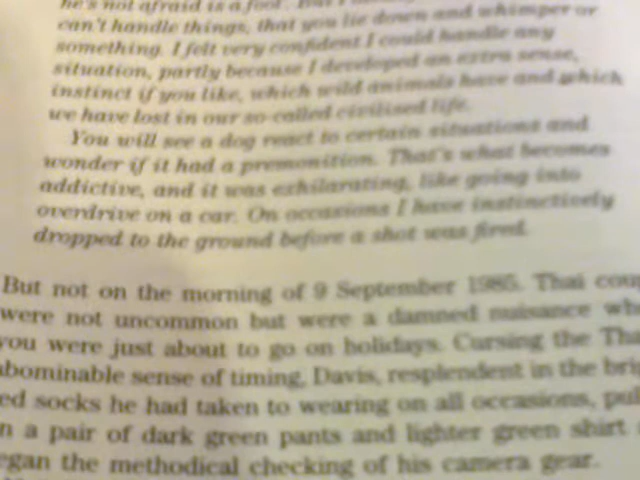 he's not afraid is a fool. But I
can't handle things, that you lie down and whimper or
something. I felt very confident I could handle any
situation, partly because I developed an extra sense,
instinct if you like, which wild animals have and which
we have lost in our so-called civilised life.
You will see a dog react to certain situations and
wonder if it had a premonition. That's what becomes
addictive, and it was exhilarating, like going into
overdrive on a car. On occasions I have instinctively
dropped to the ground before a shot was fired.
But not on the morning of 9 September 1985. Thai coup
were not uncommon but were a damned nuisance wh
you were just about to go on holidays. Cursing the Tha
abominable sense of timing, Davis, resplendent in the brig
ed socks he had taken to wearing on all occasions, pul
n a pair of dark green pants and lighter green shirt
egan the methodical checking of his camera gear.